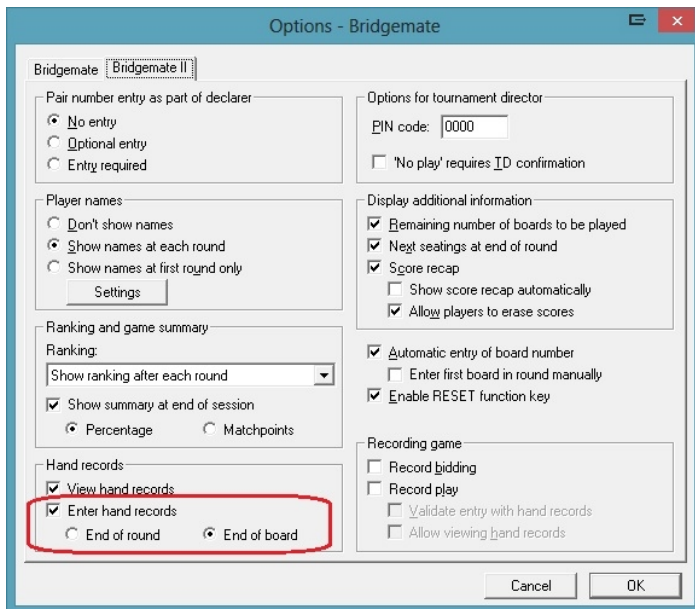 Options - Bridgemate
Bridgemate
Bridgemate II
Pair number entry as part of declarer
No entry
Optional entry
Entry required
Player names
Don't show names
Show names at each round
Show names at first round only
Settings
Ranking and game summary
Ranking:
Show ranking after each round
Show summary at end of session
Percentage
Matchpoints
Hand records
View hand records
Enter hand records
End of round
End of board
Options for tournament director
PIN code: 0000
'No play' requires TD confirmation
Display additional information
Remaining number of boards to be played
Next seatings at end of round
Score recap
Show score recap automatically
Allow players to erase scores
Automatic entry of board number
Enter first board in round manually
Enable RESET function key
Recording game
Record bidding
Record play
Validate entry with hand records
Allow viewing hand records
Cancel
OK